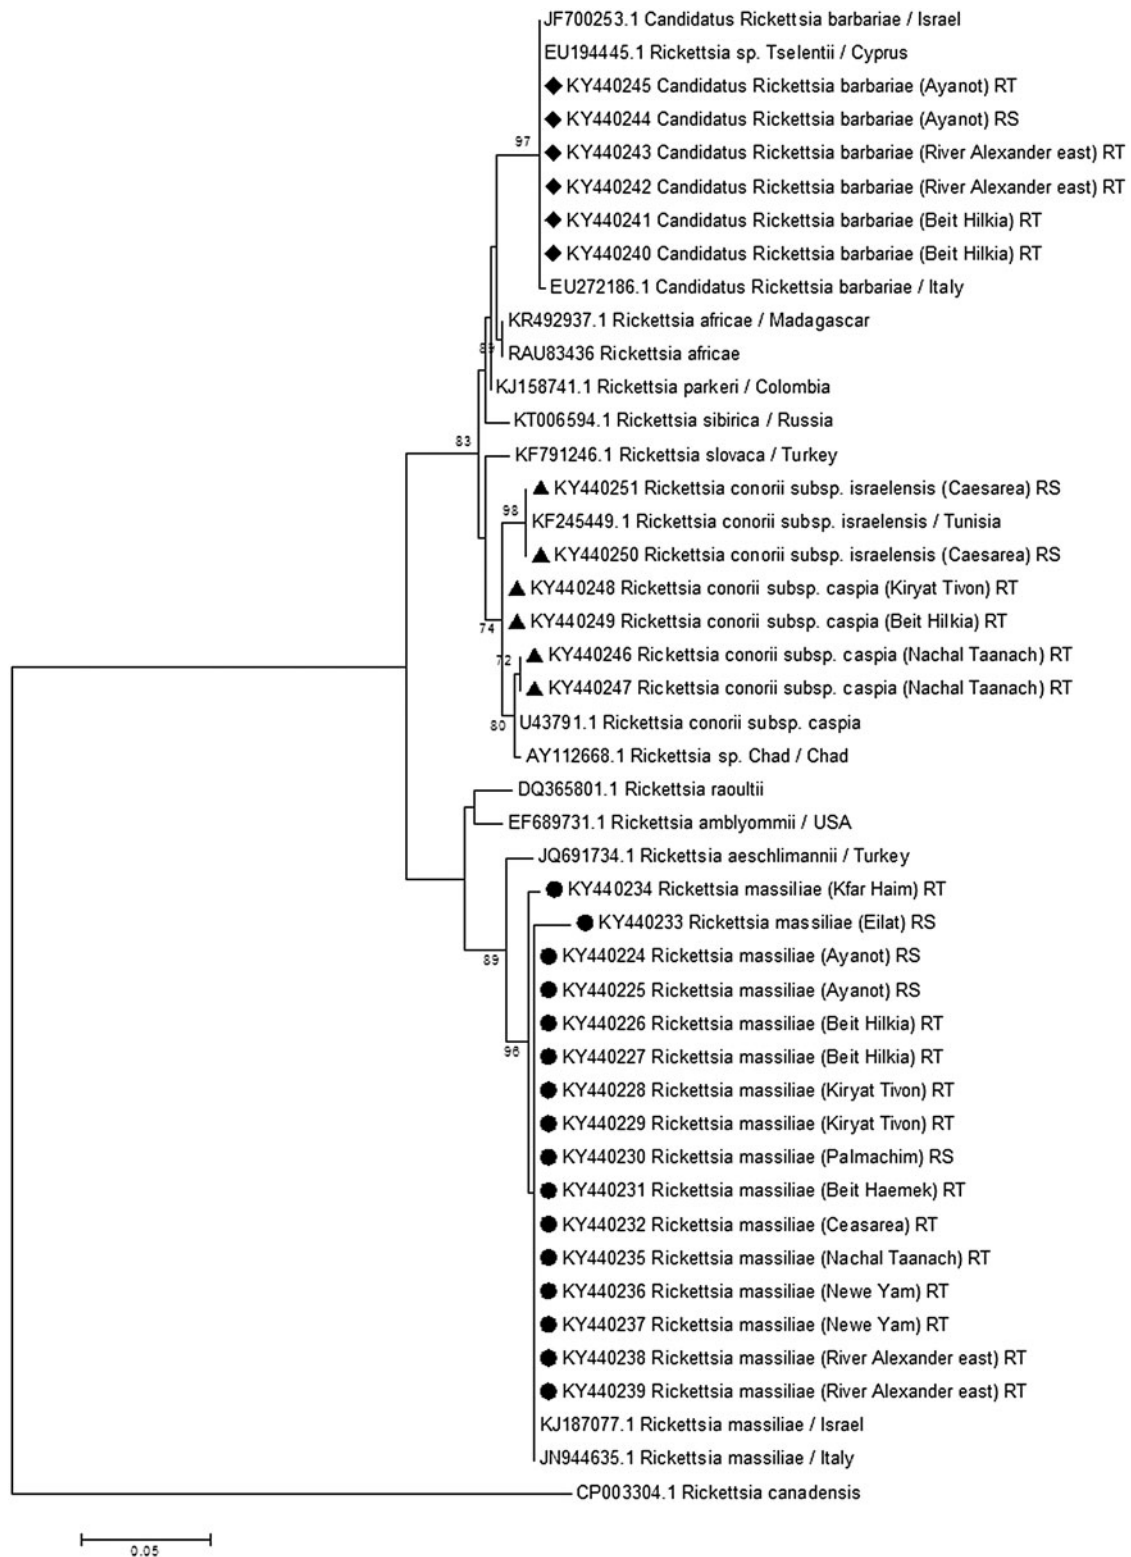 JF700253.1 Candidatus Rickettsia barbariae / Israel
EU194445.1 Rickettsia sp. Tselentii / Cyprus
KY440245 Candidatus Rickettsia barbariae (Ayanot) RT
KY440244 Candidatus Rickettsia barbariae (Ayanot) RS
97
KY440243 Candidatus Rickettsia barbariae (River Alexander east) RT
KY440242 Candidatus Rickettsia barbariae (River Alexander east) RT
KY440241 Candidatus Rickettsia barbariae (Beit Hilkia) RT
KY440240 Candidatus Rickettsia barbariae (Beit Hilkia) RT
EU272186.1 Candidatus Rickettsia barbariae / Italy
KR492937.1 Rickettsia africae / Madagascar
RAU83436 Rickettsia africae
KJ158741.1 Rickettsia parkeri / Colombia
KT006594.1 Rickettsia sibirica / Russia
83
KF791246.1 Rickettsia slovaca / Turkey
KY440251 Rickettsia conorii subsp. israelensis (Caesarea) RS
98
KF245449.1 Rickettsia conorii subsp. israelensis / Tunisia
KY440250 Rickettsia conorii subsp. israelensis (Caesarea) RS
KY440248 Rickettsia conorii subsp. caspia (Kiryat Tivon) RT
KY440249 Rickettsia conorii subsp. caspia (Beit Hilkia) RT
74
72
KY440246 Rickettsia conorii subsp. caspia (Nachal Taanach) RT
KY440247 Rickettsia conorii subsp. caspia (Nachal Taanach) RT
80
U43791.1 Rickettsia conorii subsp. caspia
AY112668.1 Rickettsia sp. Chad / Chad
DQ365801.1 Rickettsia raoultii
EF689731.1 Rickettsia amblyommii / USA
JQ691734.1 Rickettsia aeschlimannii / Turkey
KY440234 Rickettsia massiliae (Kfar Haim) RT
KY440233 Rickettsia massiliae (Eilat) RS
KY440224 Rickettsia massiliae (Ayanot) RS
89
KY440225 Rickettsia massiliae (Ayanot) RS
KY440226 Rickettsia massiliae (Beit Hilkia) RT
96
KY440227 Rickettsia massiliae (Beit Hilkia) RT
KY440228 Rickettsia massiliae (Kiryat Tivon) RT
KY440229 Rickettsia massiliae (Kiryat Tivon) RT
KY440230 Rickettsia massiliae (Palmachim) RS
KY440231 Rickettsia massiliae (Beit Haemek) RT
KY440232 Rickettsia massiliae (Ceasarea) RT
KY440235 Rickettsia massiliae (Nachal Taanach) RT
KY440236 Rickettsia massiliae (Newe Yam) RT
KY440237 Rickettsia massiliae (Newe Yam) RT
KY440238 Rickettsia massiliae (River Alexander east) RT
KY440239 Rickettsia massiliae (River Alexander east) RT
KJ187077.1 Rickettsia massiliae / Israel
JN944635.1 Rickettsia massiliae / Italy
CP003304.1 Rickettsia canadensis
0.05